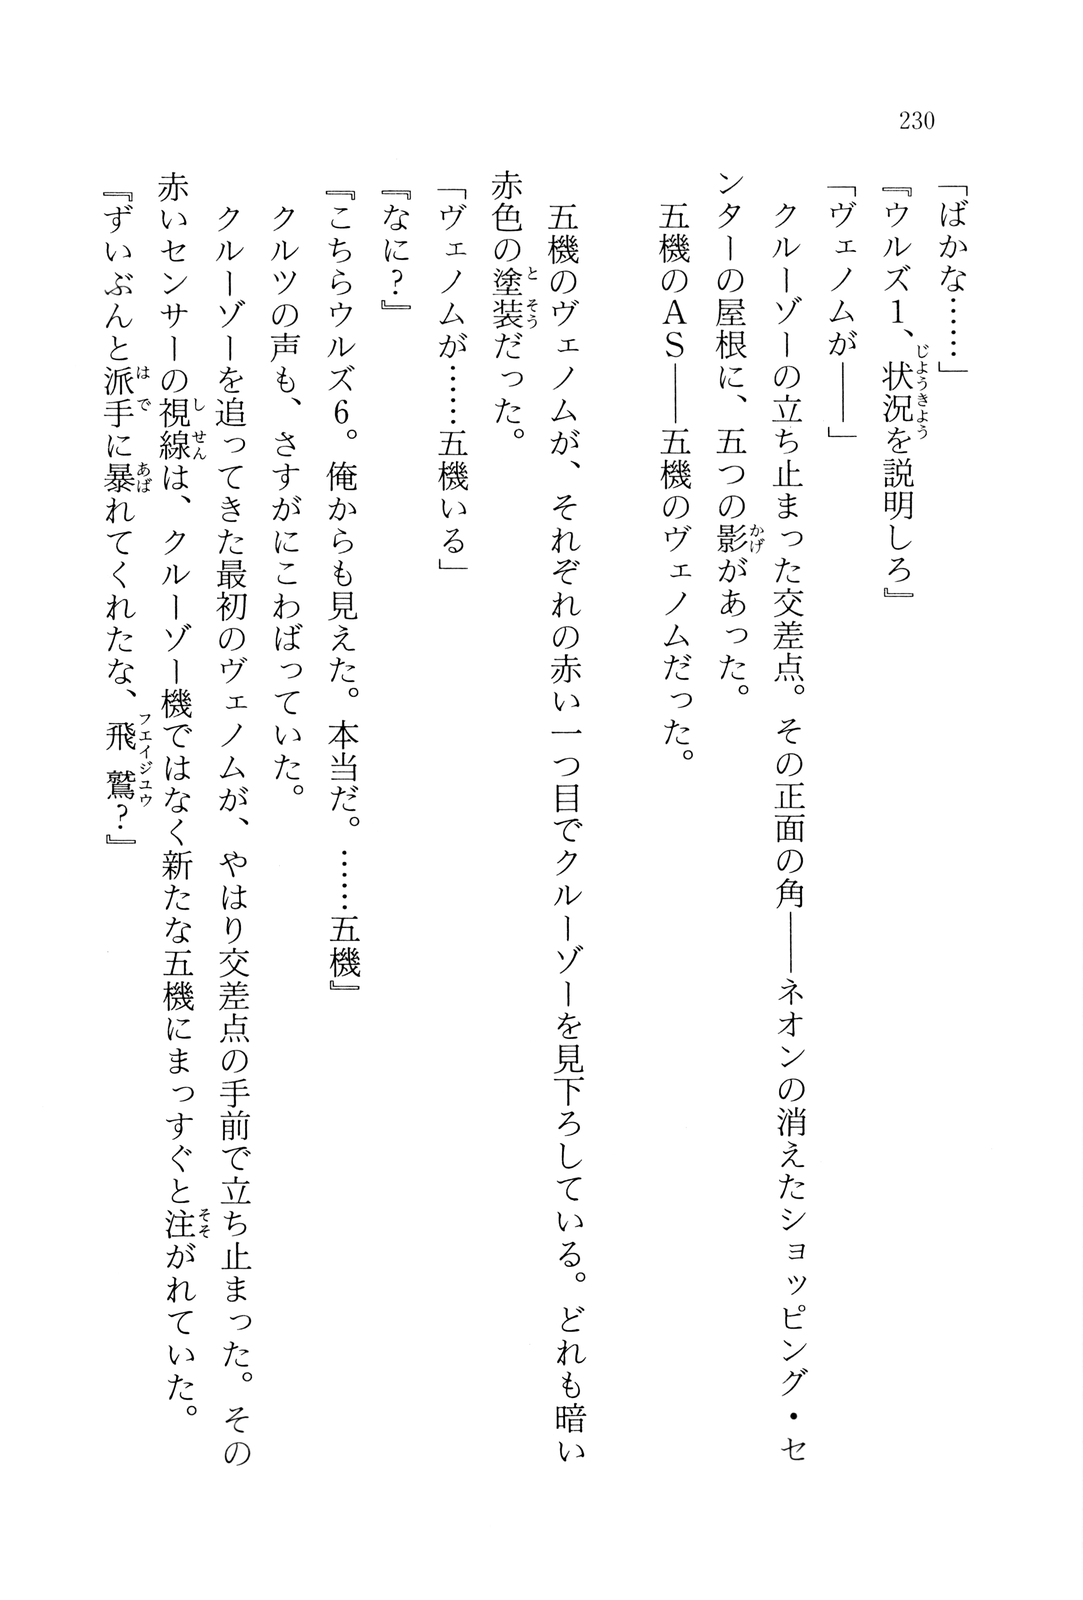 230
「ばかな……」
『ウルズ1、状況を説明しろ』
「ヴェノムが――」
クルーゾーの立ち止まった交差点。その正面の角――ネオンの消えたショッピング・セ
ンターの屋根に、五つの影があった。
五機のAS――五機のヴェノムだった。
五機のヴェノムが、それぞれの赤い一つ目でクルーゾーを見下ろしている。どれも暗い
赤色の塗装だった。
「ヴェノムが……五機いる」
『なに?』
『こちらウルズ6。俺からも見えた。本当だ。……五機』
クルツの声も、さすがにこわばっていた。
クルーゾーを追ってきた最初のヴェノムが、やはり交差点の手前で立ち止まった。その
赤いセンサーの視線は、クルーゾー機ではなく新たな五機にまっすぐと注がれていた。
『ずいぶんと派手に暴れてくれたな、飛鷲?』